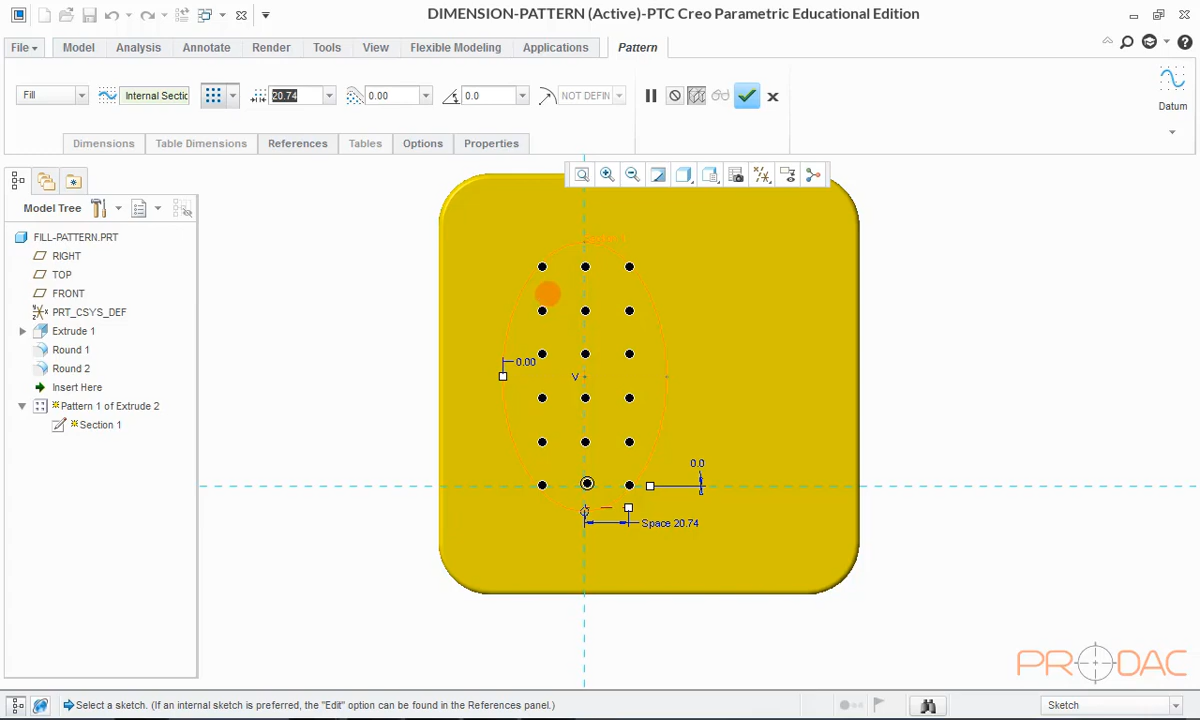 DIMENSION-PATTERN (Active)-PTC Creo Parametric Educational Edition
File Model Analysis Annotate Render Tools View Flexible Modeling Applications Pattern
Fill Internal Sectic 20.74 0.00 0.0 NOT DEFIN
Datum
Dimensions Table Dimensions References Tables Options Properties
Model Tree
FILL-PATTERN.PRT
RIGHT
TOP
FRONT
PRT_CSYS_DEF
Extrude 1
Round 1
Round 2
Insert Here
Pattern 1 of Extrude 2
Section 1
0.00
V
0.0
Space 20.74
PRODAC
Select a sketch. (If an internal sketch is preferred, the "Edit" option can be found in the References panel.)
Sketch